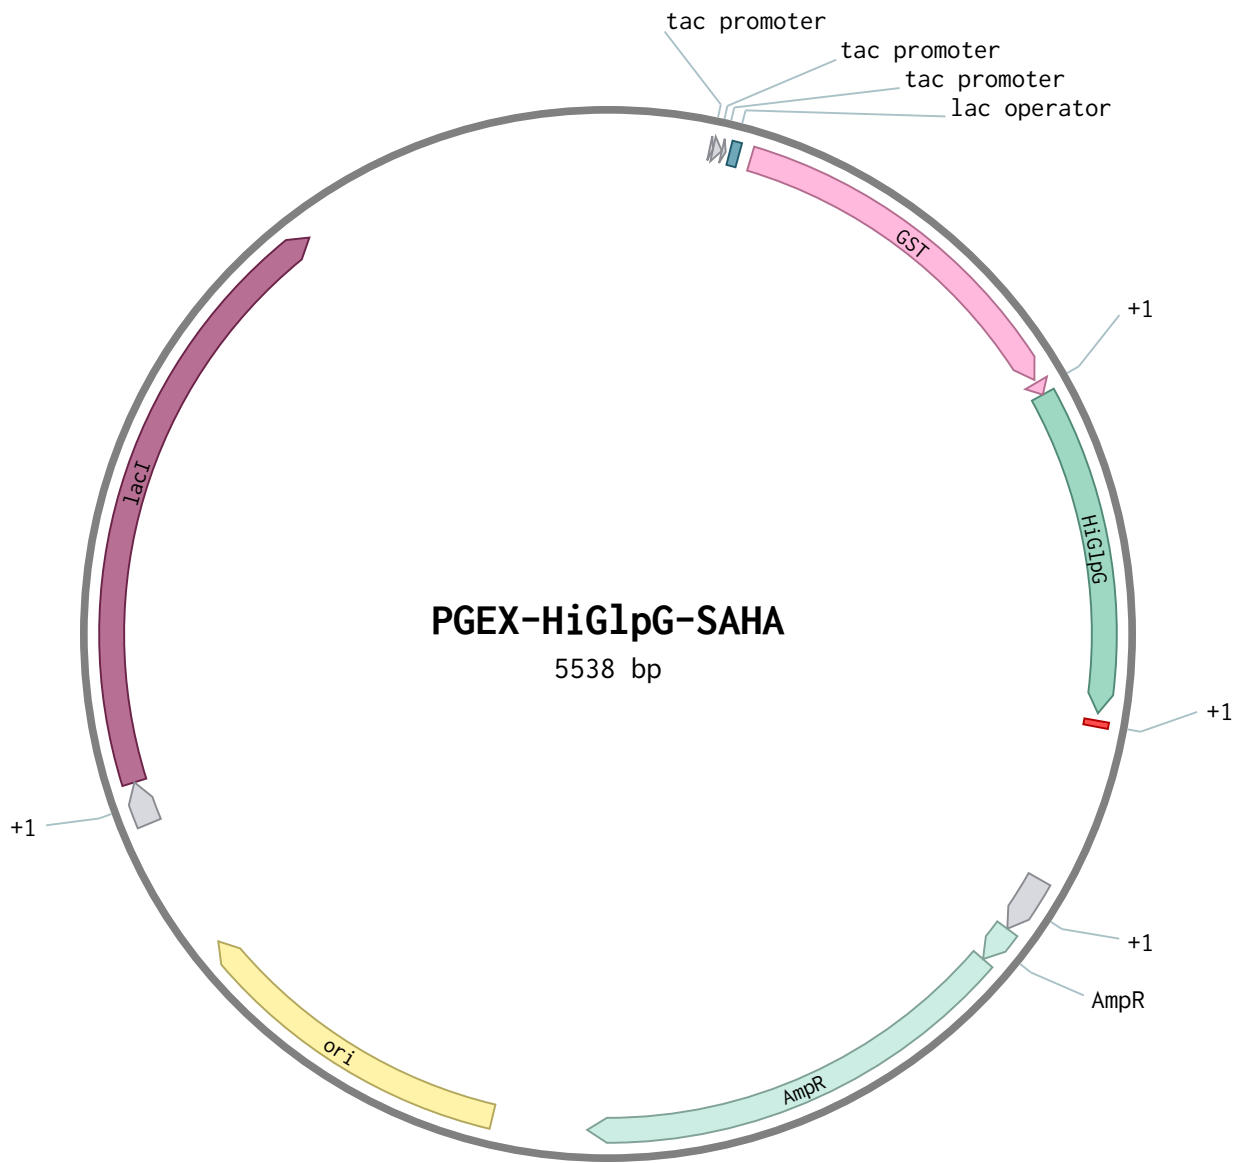 tac promoter
tac promoter
tac promoter
lac operator
GST
+1
lacI
HiGlpG
PGEX-HiGlpG-SAHA
5538 bp
+1
+1
+1
AmpR
ori
AmpR